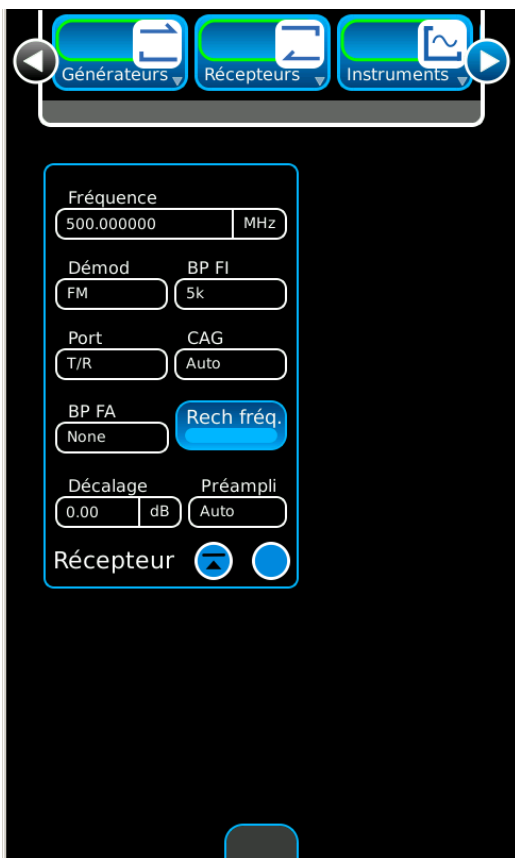 Générateurs Récepteurs Instruments
Fréquence
500.000000 MHz
Démod BP FI
FM 5k
Port CAG
T/R Auto
BP FA Rech fréq.
None
Décalage Préampli
0.00 dB Auto
Récepteur